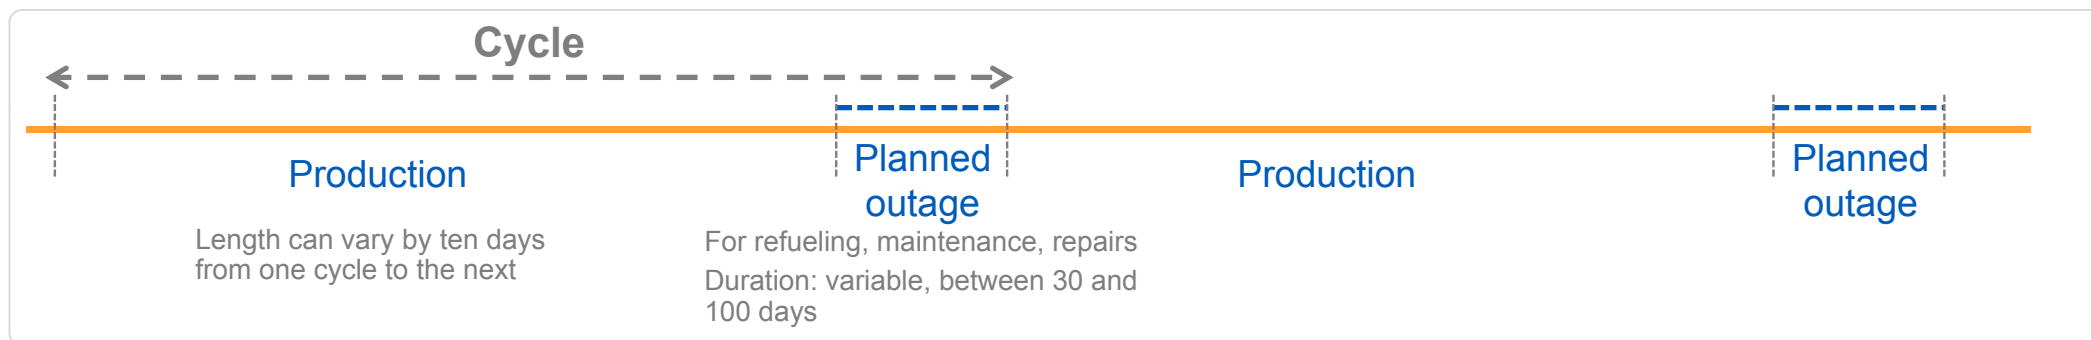 Cycle
Production
Length can vary by ten days
from one cycle to the next
Planned
outage
For refueling, maintenance, repairs
Duration: variable, between 30 and
100 days
Production
Planned
outage